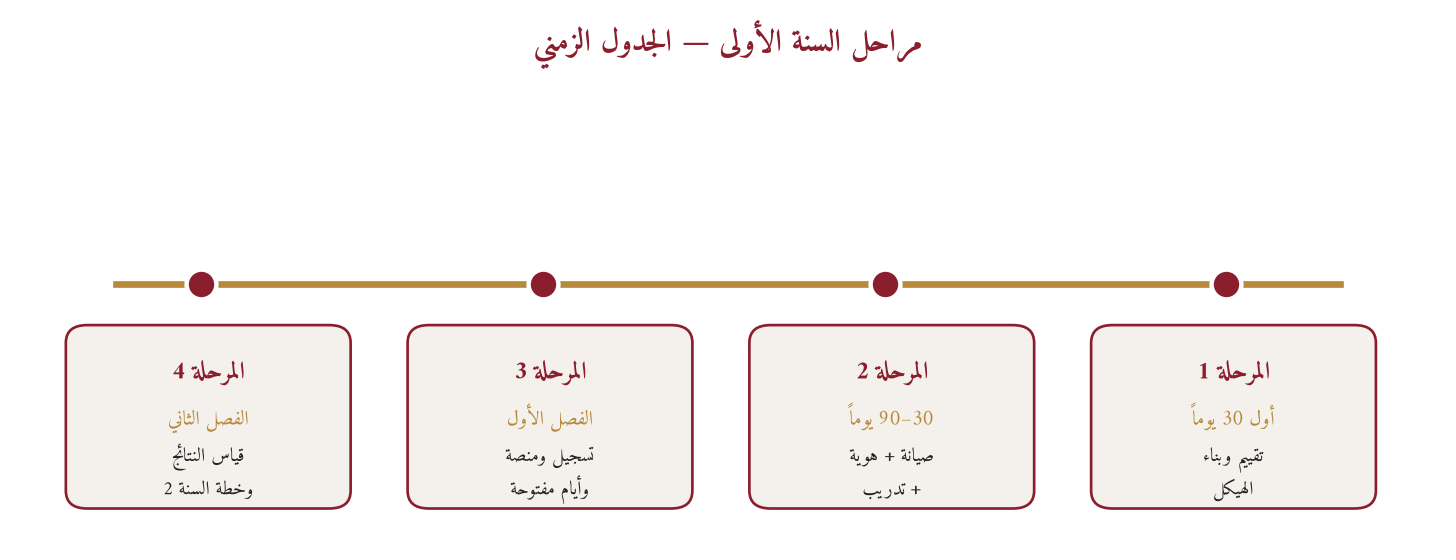 مراحل السنة الأولى — الجدول الزمني
المرحلة 1
أول 30 يوماً
تقييم وبناء
الهيكل
المرحلة 2
30–90 يوماً
صيانة + هوية
+ تدريب
المرحلة 3
الفصل الأول
تسجيل ومنصة
وأيام مفتوحة
المرحلة 4
الفصل الثاني
قياس النتائج
وخطة السنة 2